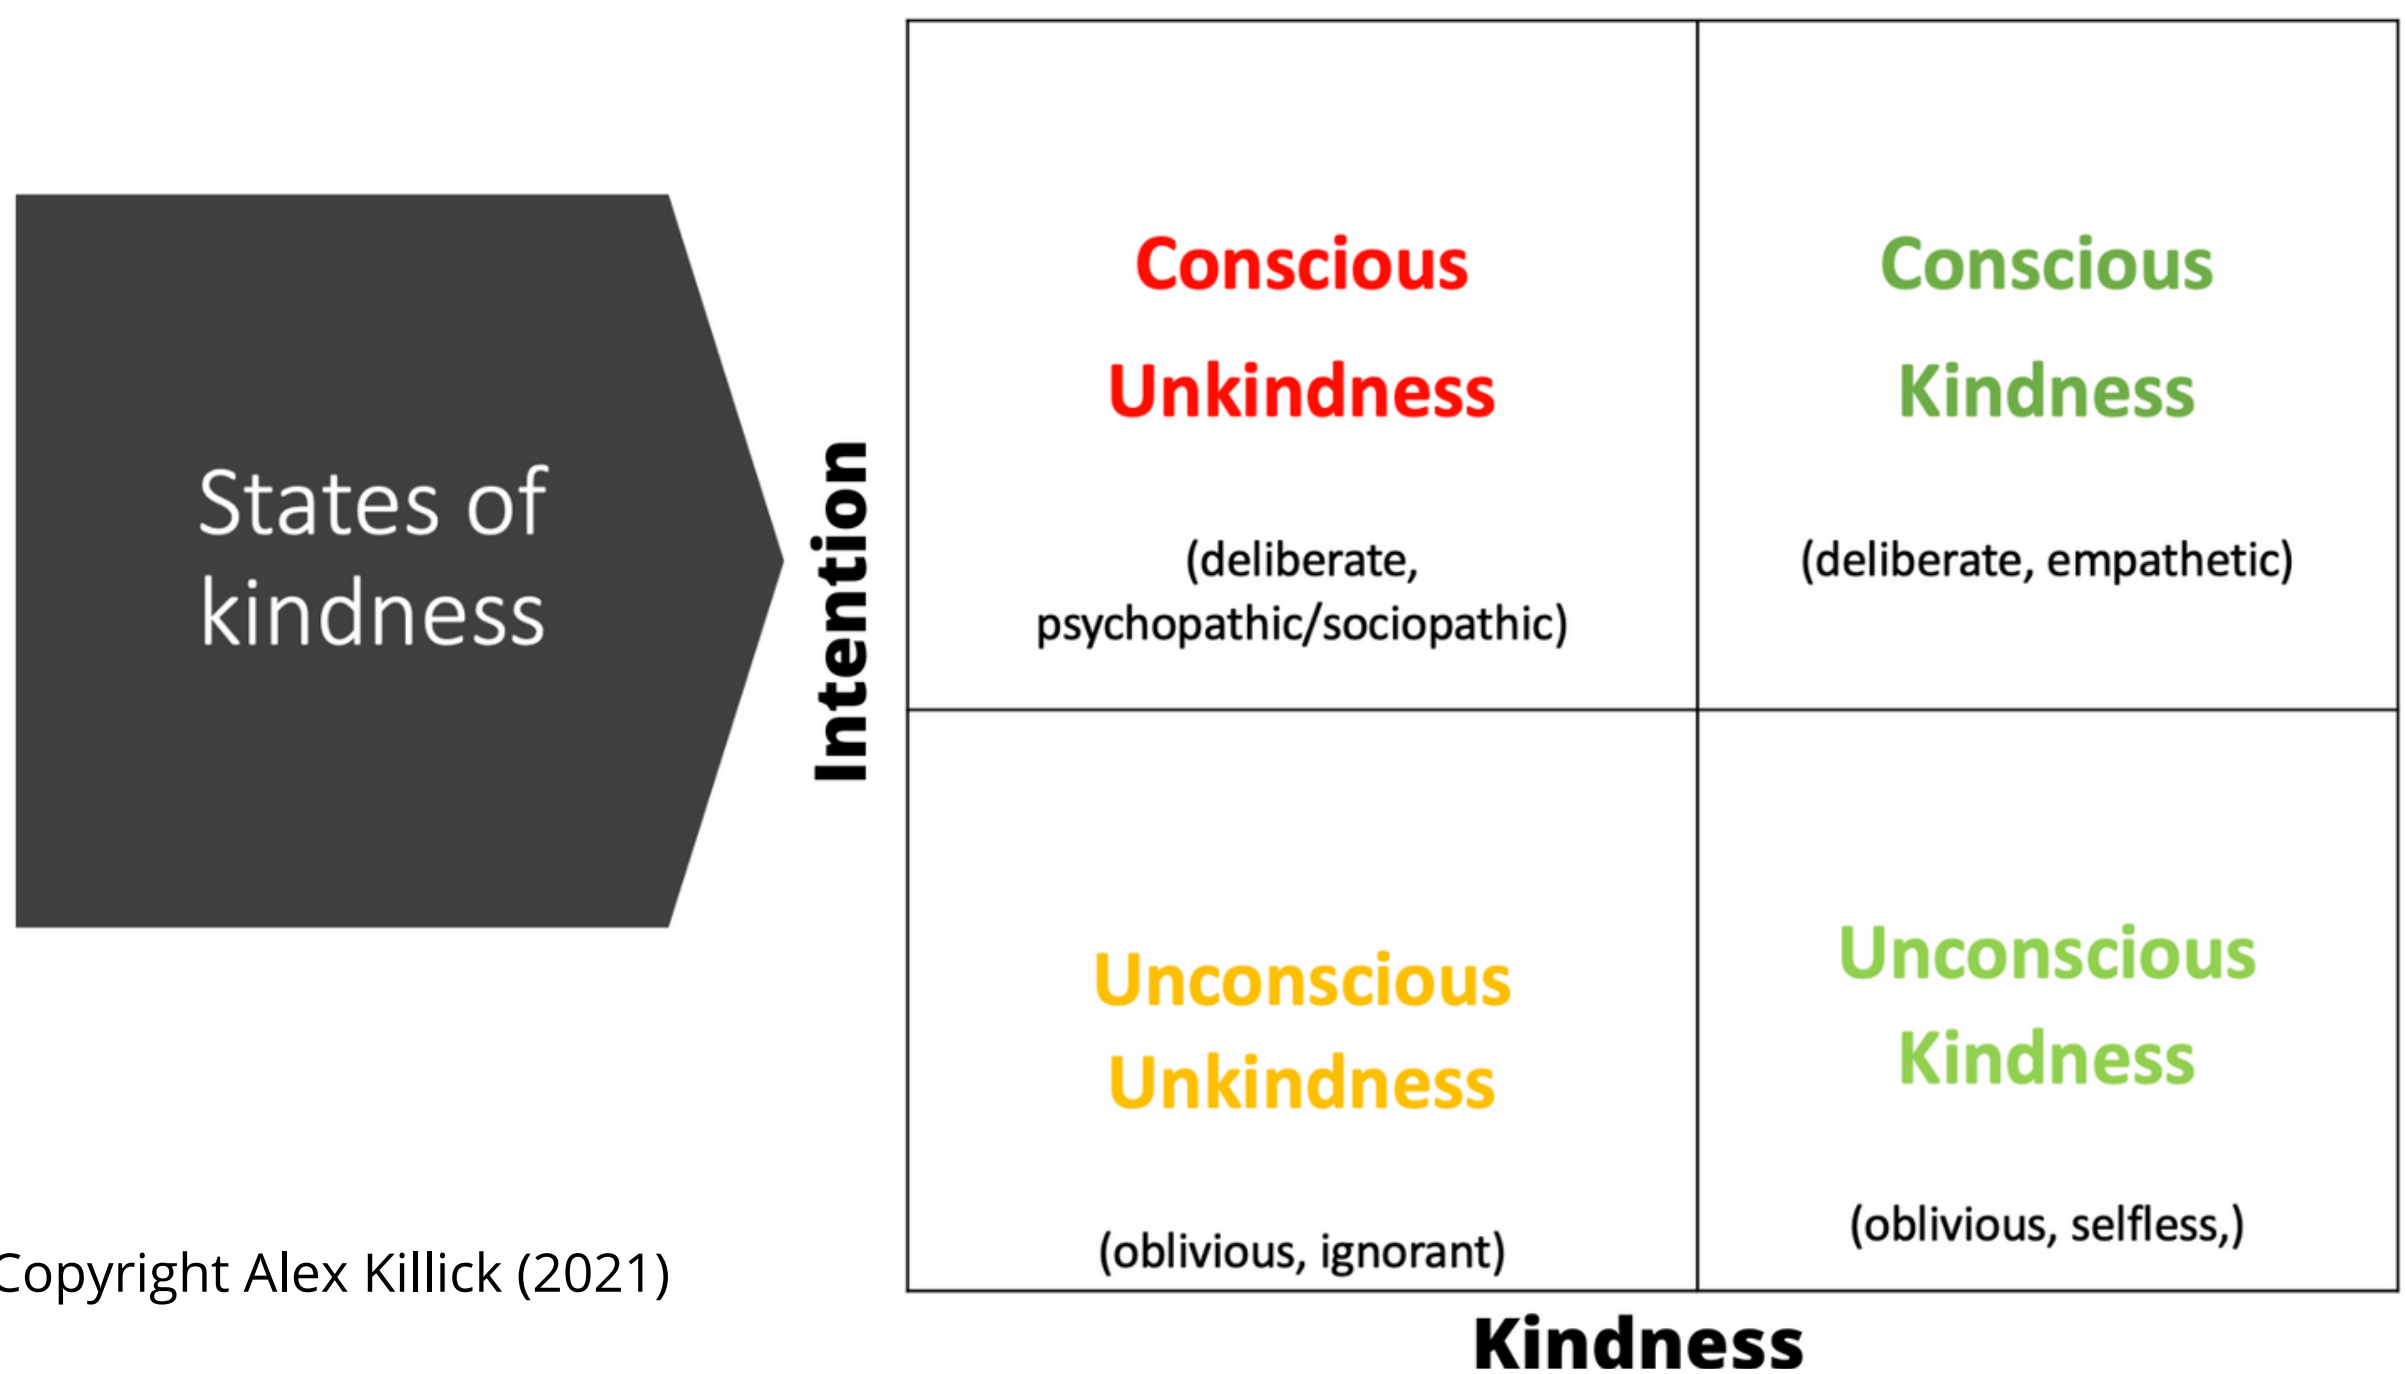 States of
kindness
Intention
Conscious
Unkindness
(deliberate,
psychopathic/sociopathic)
Conscious
Kindness
(deliberate, empathetic)
Unconscious
Unkindness
(oblivious, ignorant)
Unconscious
Kindness
(oblivious, selfless,)
Kindness
Copyright Alex Killick (2021)